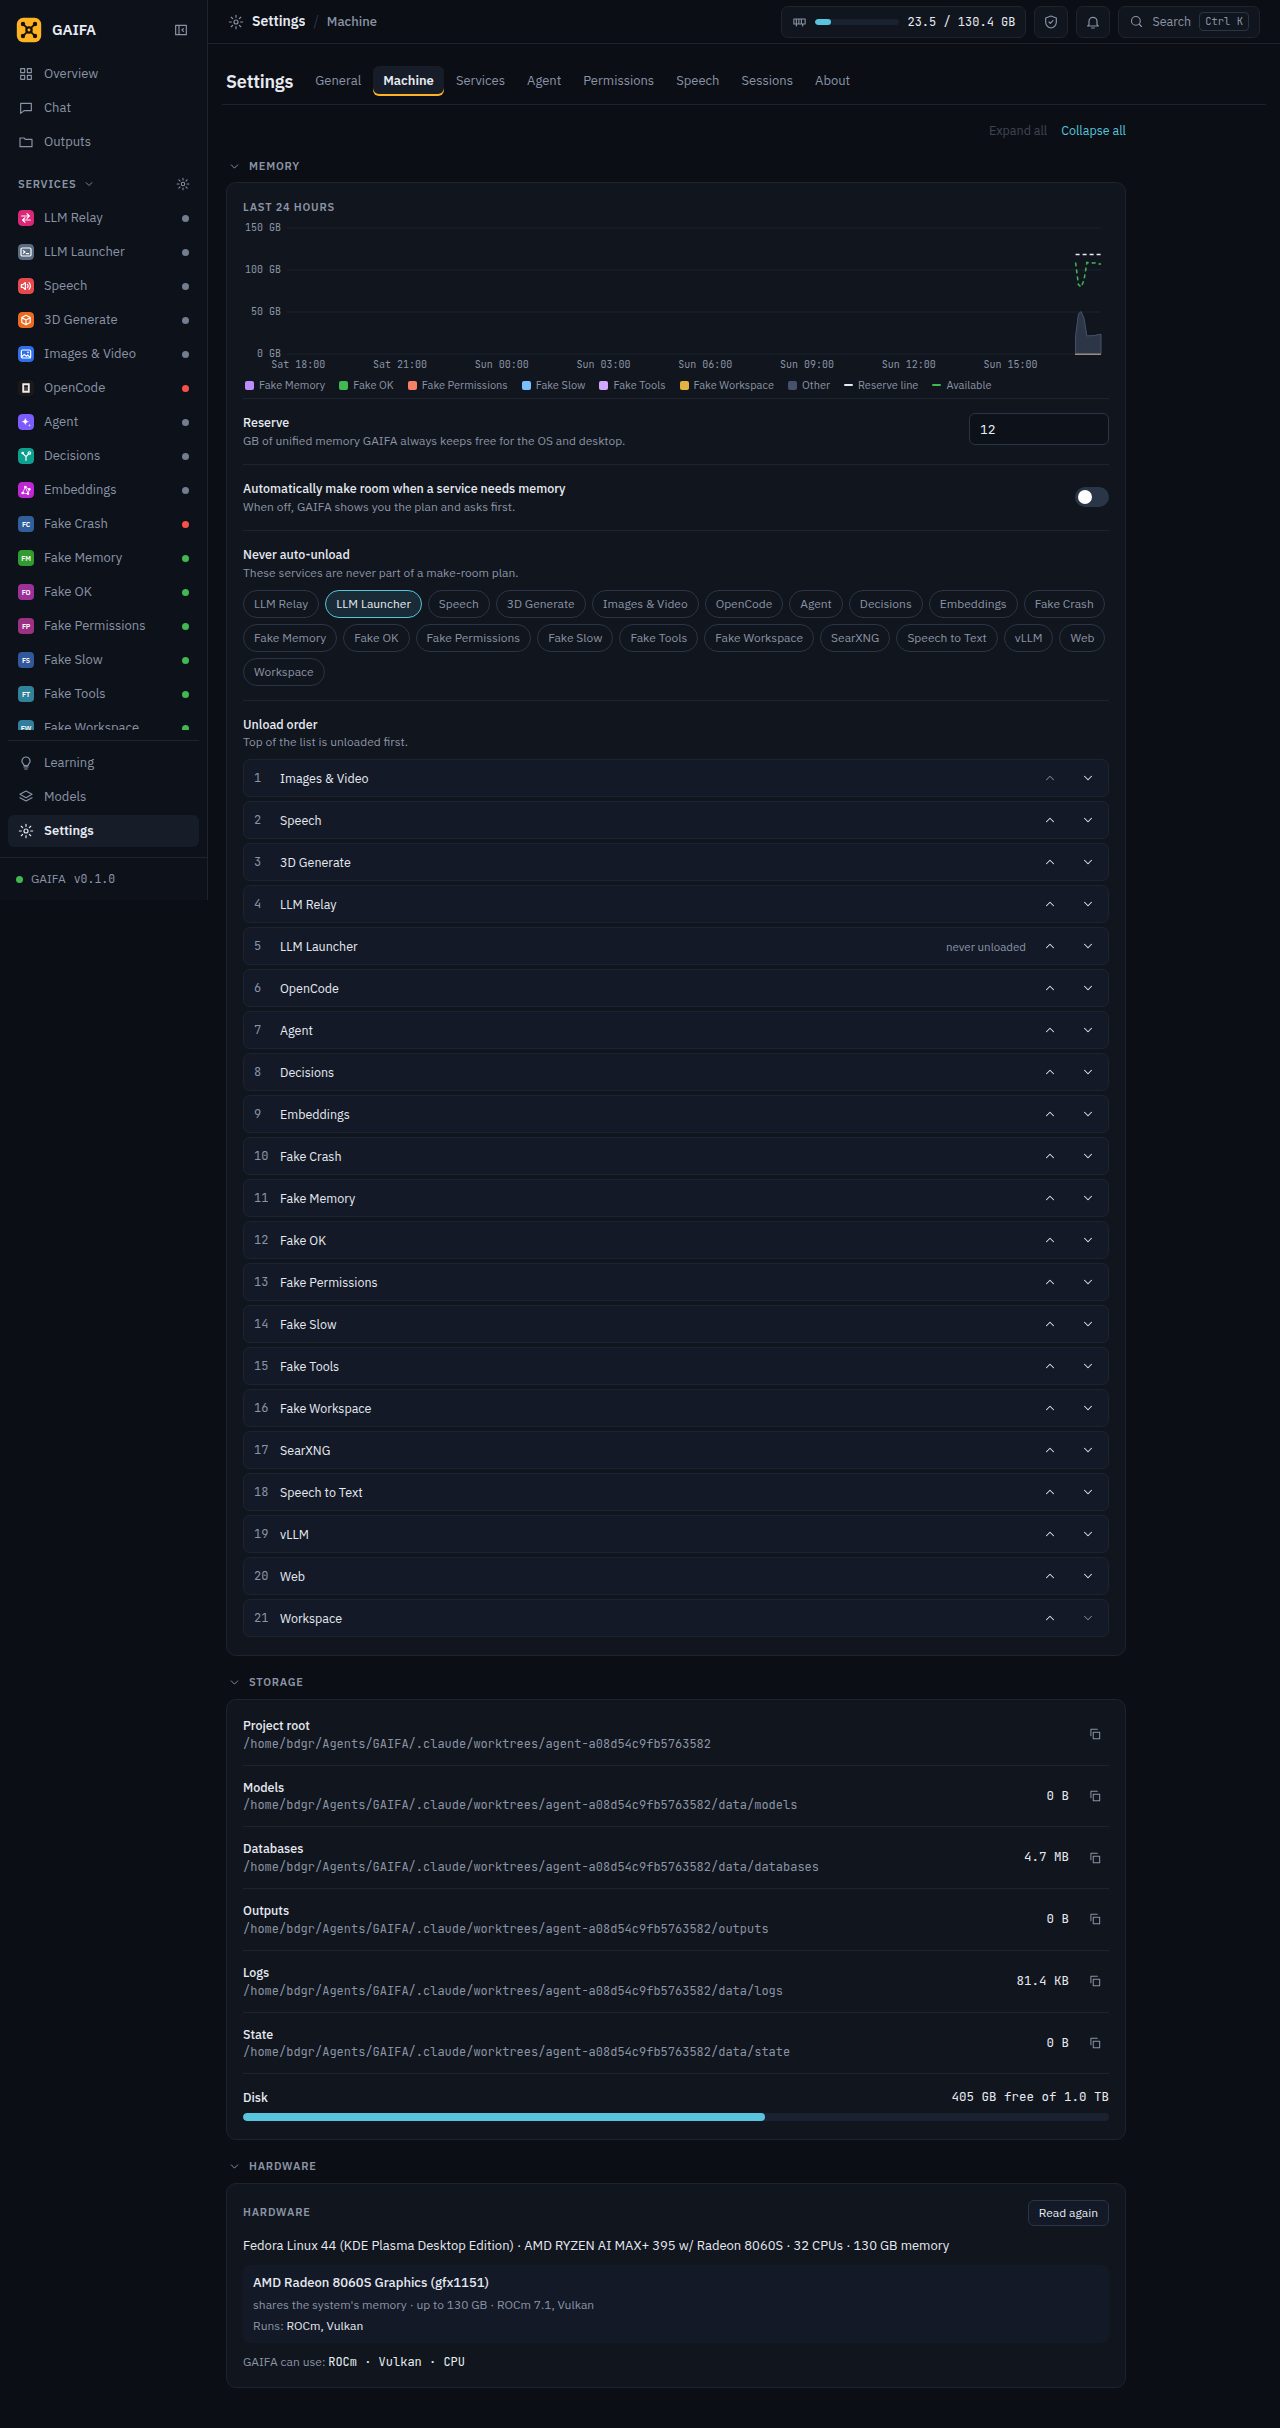 GAIFA
Settings / Machine
23.5 / 130.4 GB
Search Ctrl K
Overview
Chat
Outputs
SERVICES
LLM Relay
LLM Launcher
Speech
3D Generate
Images & Video
OpenCode
Agent
Decisions
Embeddings
FC Fake Crash
FM Fake Memory
FO Fake OK
FP Fake Permissions
FS Fake Slow
FT Fake Tools
FW Fake Workspace
Learning
Models
Settings
GAIFA v0.1.0
Settings General Machine Services Agent Permissions Speech Sessions About
Expand all Collapse all
MEMORY
LAST 24 HOURS
150 GB
100 GB
50 GB
0 GB
Sat 18:00 Sat 21:00 Sun 00:00 Sun 03:00 Sun 06:00 Sun 09:00 Sun 12:00 Sun 15:00
Fake Memory Fake OK Fake Permissions Fake Slow Fake Tools Fake Workspace Other Reserve line Available
Reserve
GB of unified memory GAIFA always keeps free for the OS and desktop.
12
Automatically make room when a service needs memory
When off, GAIFA shows you the plan and asks first.
Never auto-unload
These services are never part of a make-room plan.
LLM Relay LLM Launcher Speech 3D Generate Images & Video OpenCode Agent Decisions Embeddings Fake Crash
Fake Memory Fake OK Fake Permissions Fake Slow Fake Tools Fake Workspace SearXNG Speech to Text vLLM Web
Workspace
Unload order
Top of the list is unloaded first.
1 Images & Video
2 Speech
3 3D Generate
4 LLM Relay
5 LLM Launcher never unloaded
6 OpenCode
7 Agent
8 Decisions
9 Embeddings
10 Fake Crash
11 Fake Memory
12 Fake OK
13 Fake Permissions
14 Fake Slow
15 Fake Tools
16 Fake Workspace
17 SearXNG
18 Speech to Text
19 vLLM
20 Web
21 Workspace
STORAGE
Project root
/home/bdgr/Agents/GAIFA/.claude/worktrees/agent-a08d54c9fb5763582
Models
/home/bdgr/Agents/GAIFA/.claude/worktrees/agent-a08d54c9fb5763582/data/models
0 B
Databases
/home/bdgr/Agents/GAIFA/.claude/worktrees/agent-a08d54c9fb5763582/data/databases
4.7 MB
Outputs
/home/bdgr/Agents/GAIFA/.claude/worktrees/agent-a08d54c9fb5763582/outputs
0 B
Logs
/home/bdgr/Agents/GAIFA/.claude/worktrees/agent-a08d54c9fb5763582/data/logs
81.4 KB
State
/home/bdgr/Agents/GAIFA/.claude/worktrees/agent-a08d54c9fb5763582/data/state
0 B
Disk 405 GB free of 1.0 TB
HARDWARE
HARDWARE Read again
Fedora Linux 44 (KDE Plasma Desktop Edition) · AMD RYZEN AI MAX+ 395 w/ Radeon 8060S · 32 CPUs · 130 GB memory
AMD Radeon 8060S Graphics (gfx1151)
shares the system's memory · up to 130 GB · ROCm 7.1, Vulkan
Runs: ROCm, Vulkan
GAIFA can use: ROCm · Vulkan · CPU